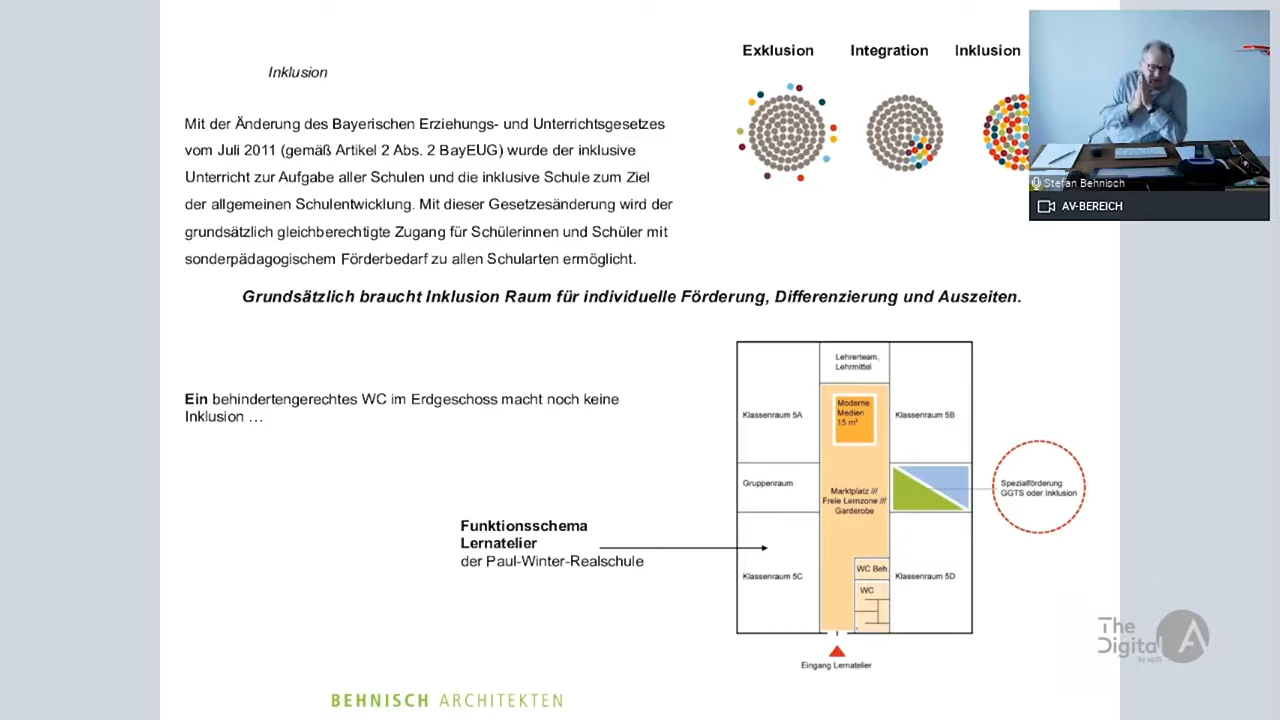 Exklusion Integration Inklusion
Inklusion
Mit der Änderung des Bayerischen Erziehungs- und Unterrichtsgesetzes
vom Juli 2011 (gemäß Artikel 2 Abs. 2 BayEUG) wurde der inklusive
Unterricht zur Aufgabe aller Schulen und die inklusive Schule zum Ziel
der allgemeinen Schulentwicklung. Mit dieser Gesetzesänderung wird der
grundsätzlich gleichberechtigte Zugang für Schülerinnen und Schüler mit
sonderpädagogischem Förderbedarf zu allen Schularten ermöglicht.
Stefan Behnisch
AV-BEREICH
Grundsätzlich braucht Inklusion Raum für individuelle Förderung, Differenzierung und Auszeiten.
Ein behindertengerechtes WC im Erdgeschoss macht noch keine
Inklusion …
Funktionsschema
Lernatelier
der Paul-Winter-Realschule
Lehrerteam,
Lehrmittel
Klassenraum 5A
Moderne
Medien
15 m²
Klassenraum 5B
Gruppenraum
Marktplatz ///
Freie Lernzone ///
Garderobe
Spezialförderung
GGTS oder Inklusion
Klassenraum 5C
WC Beh.
WC
Klassenraum 5D
Eingang Lernatelier
The
Digital A
by ap35
BEHNISCH ARCHITEKTEN